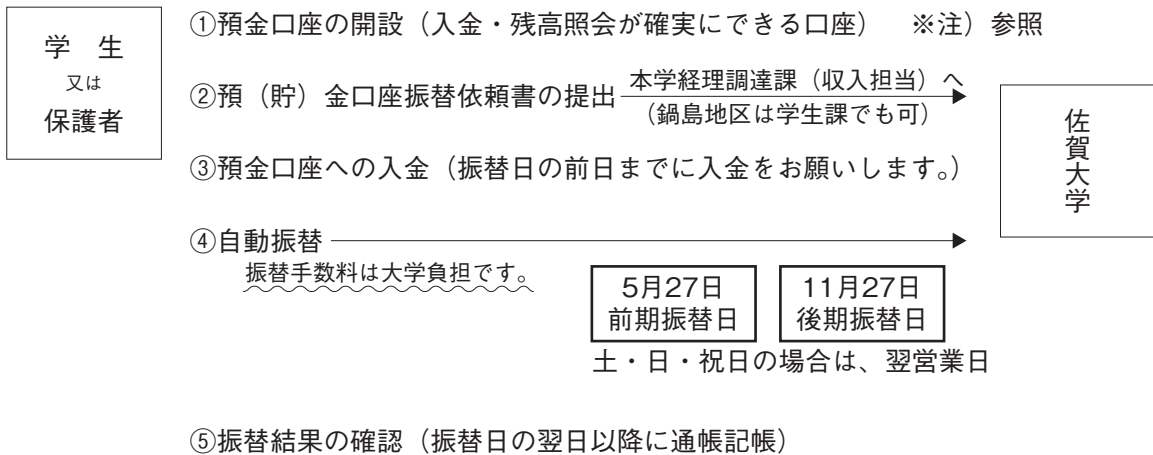 学　生
又は
保護者
①預金口座の開設（入金・残高照会が確実にできる口座）　※注）参照
②預（貯）金口座振替依頼書の提出
本学経理調達課（収入担当）へ
（鍋島地区は学生課でも可）
佐賀大学
③預金口座への入金（振替日の前日までに入金をお願いします。）
④自動振替
振替手数料は大学負担です。
5月27日
前期振替日
11月27日
後期振替日
土・日・祝日の場合は、翌営業日
⑤振替結果の確認（振替日の翌日以降に通帳記帳）